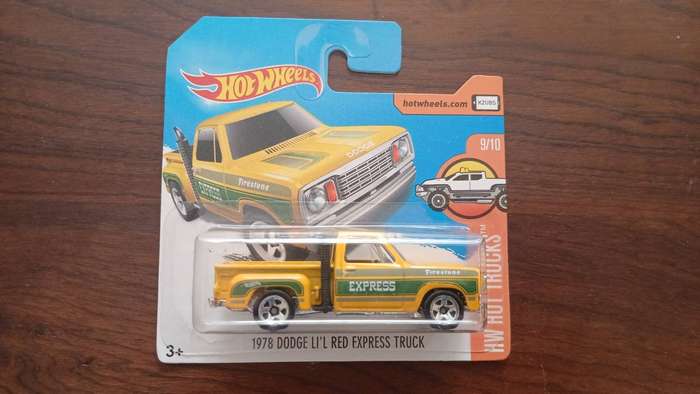 HOT WHEELS
hotwheels.com
X2U85
9/10
DODGE
Firestone
EXPRESS
Firestone
EXPRESS
HW HOT TRUCKS™
3+
1978 DODGE LI'L RED EXPRESS TRUCK